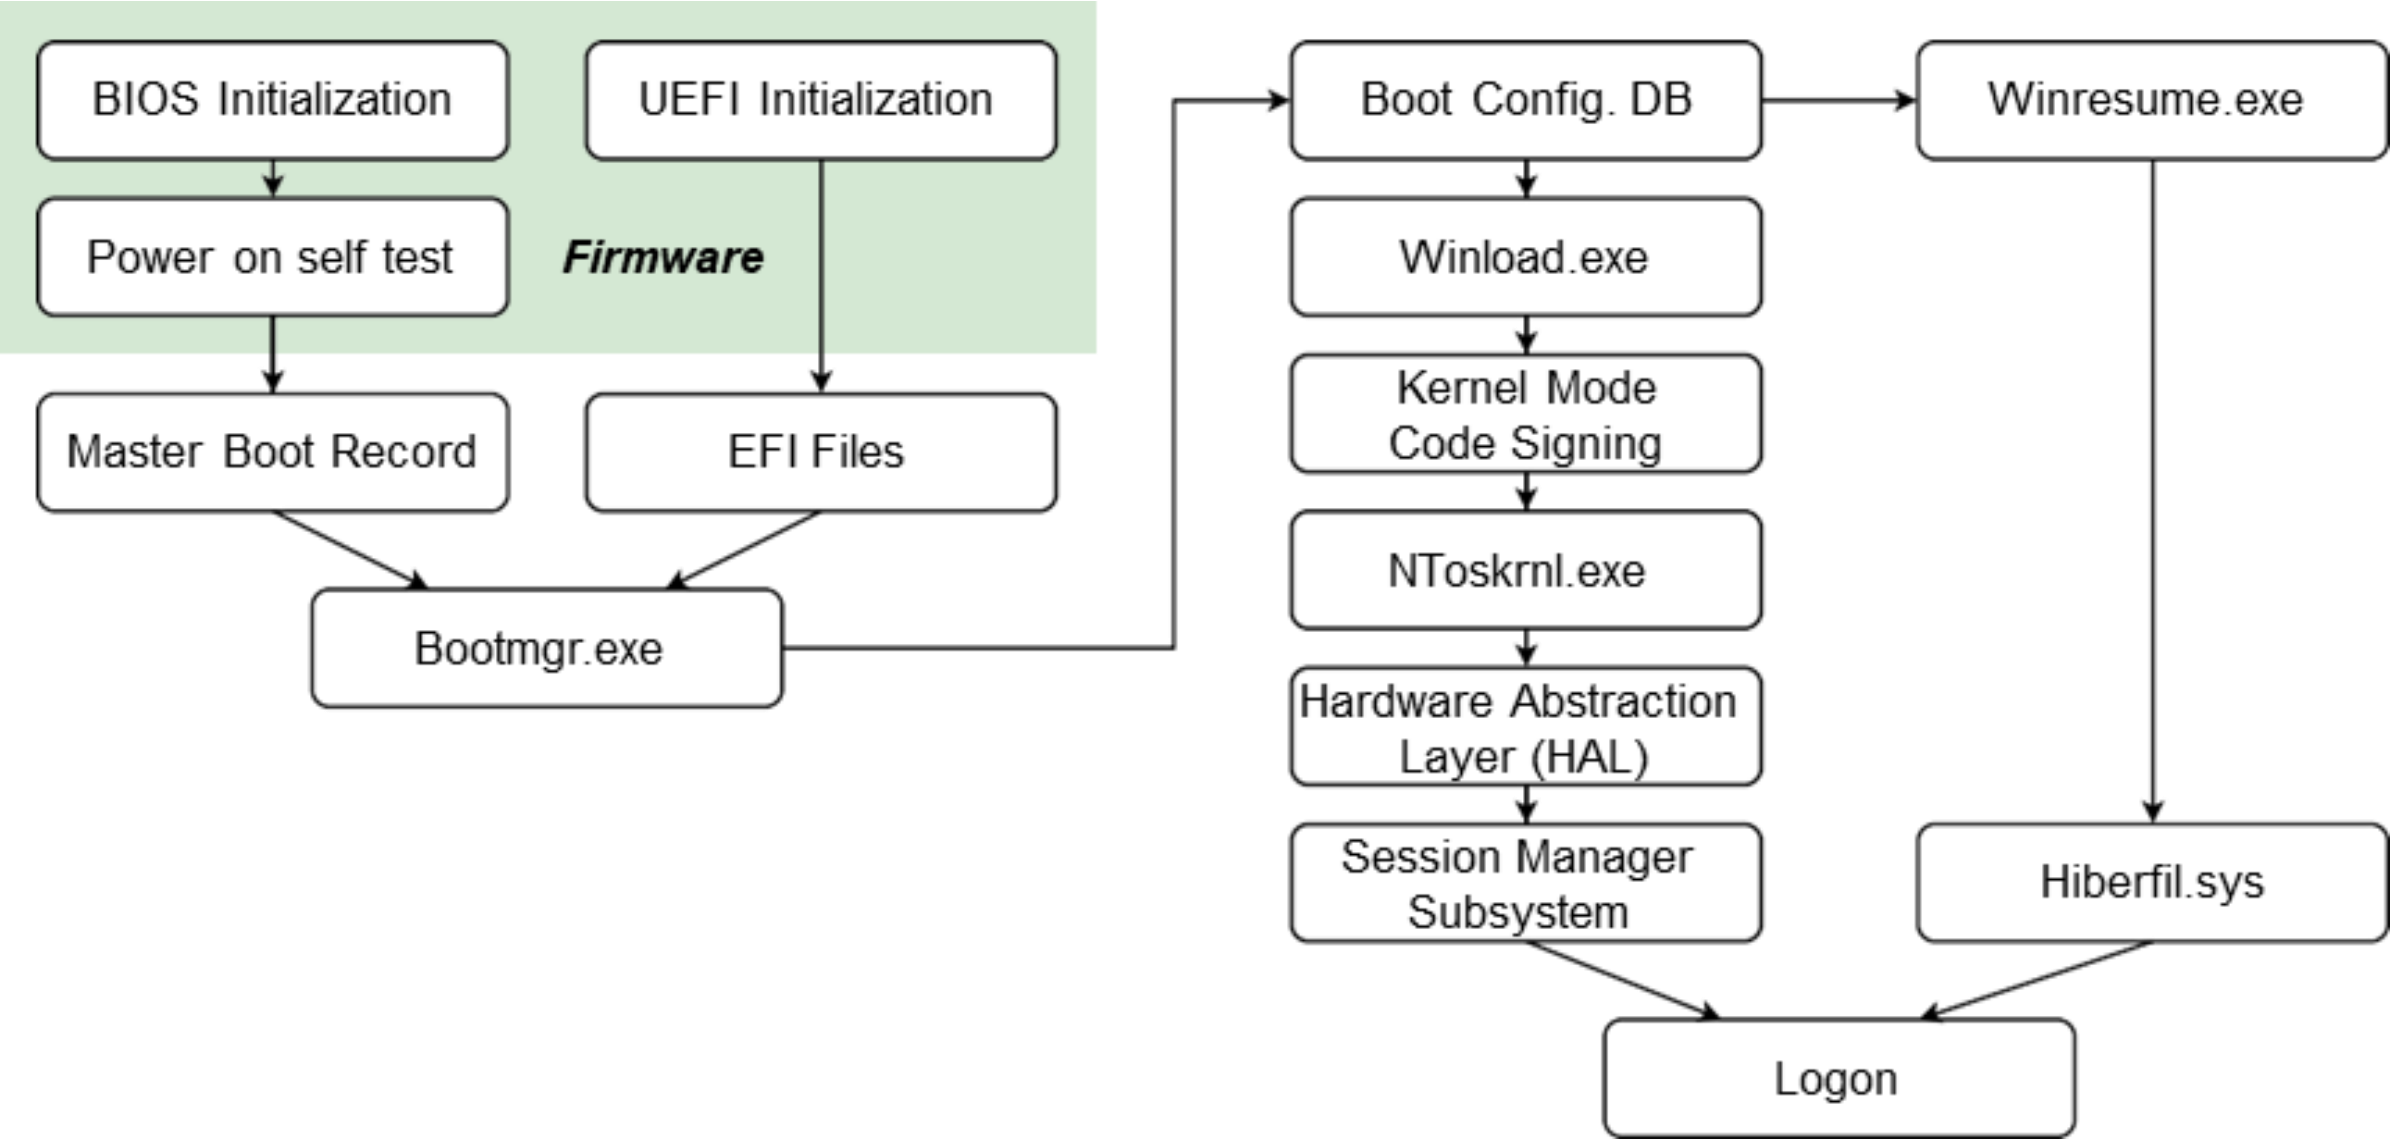 BIOS Initialization
UEFI Initialization
Power on self test
Firmware
Master Boot Record
EFI Files
Bootmgr.exe
Boot Config. DB
Winresume.exe
Winload.exe
Kernel Mode
Code Signing
NToskrnl.exe
Hardware Abstraction
Layer (HAL)
Session Manager
Subsystem
Hiberfil.sys
Logon